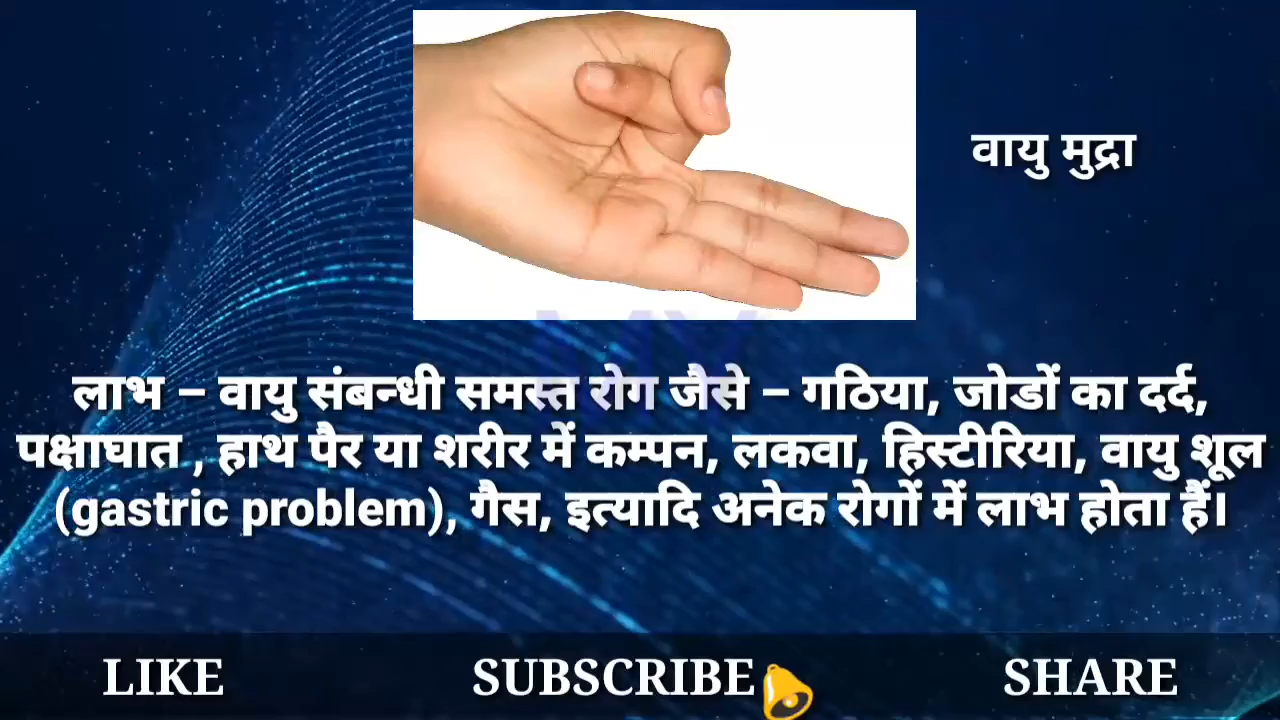 वायु मुद्रा
लाभ – वायु संबन्धी समस्त रोग जैसे – गठिया, जोडों का दर्द,
पक्षाघात , हाथ पैर या शरीर में कम्पन, लकवा, हिस्टीरिया, वायु शूल
(gastric problem), गैस, इत्यादि अनेक रोगों में लाभ होता हैं।
LIKE SUBSCRIBE SHARE